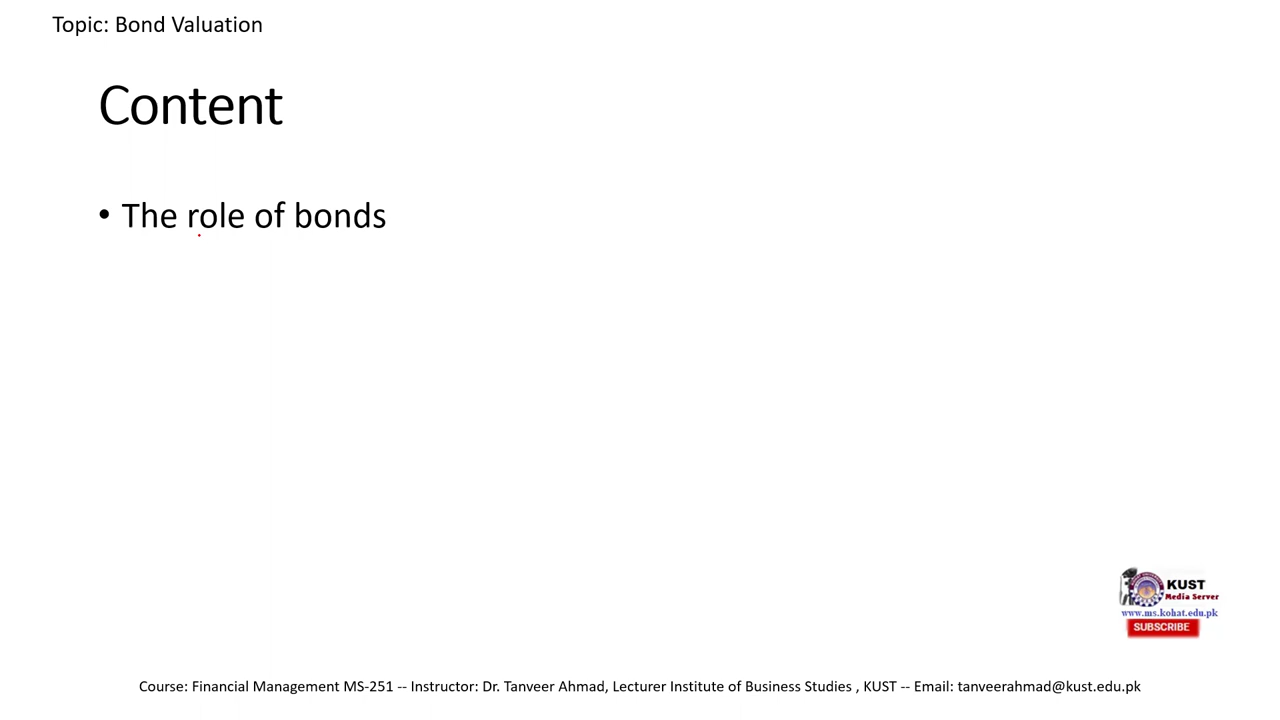 Topic: Bond Valuation
Content
• The role of bonds
KUST
Media Server
www.ms.kohat.edu.pk
SUBSCRIBE
Course: Financial Management MS-251 -- Instructor: Dr. Tanveer Ahmad, Lecturer Institute of Business Studies , KUST -- Email: tanveerahmad@kust.edu.pk